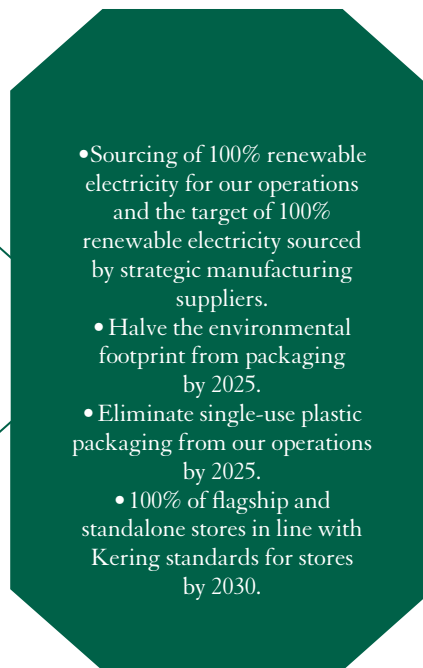 •Sourcing of 100% renewable
electricity for our operations
and the target of 100%
renewable electricity sourced
by strategic manufacturing
suppliers.
• Halve the environmental
footprint from packaging
by 2025.
• Eliminate single-use plastic
packaging from our operations
by 2025.
• 100% of flagship and
standalone stores in line with
Kering standards for stores
by 2030.